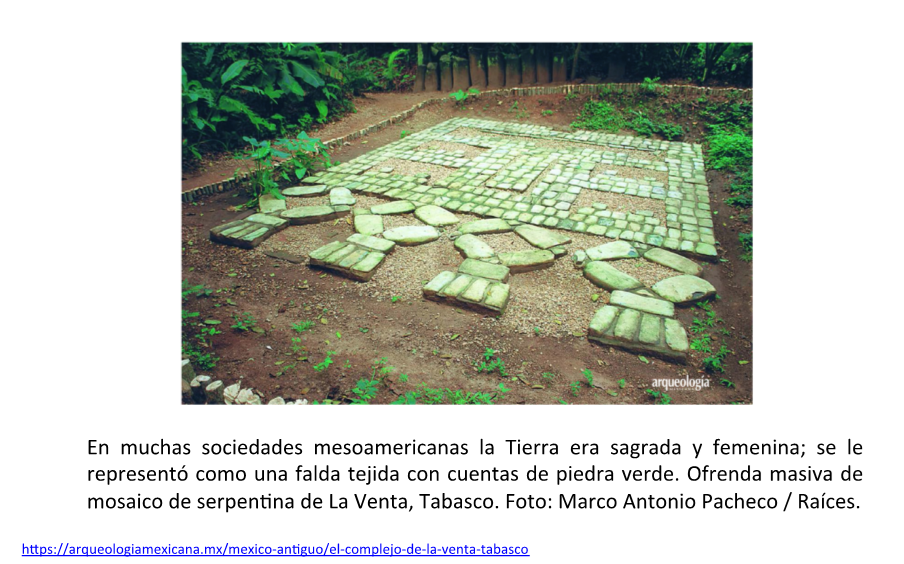 arqueología
En muchas sociedades mesoamericanas la Tierra era sagrada y femenina; se le
representó como una falda tejida con cuentas de piedra verde. Ofrenda masiva de
mosaico de serpentina de La Venta, Tabasco. Foto: Marco Antonio Pacheco / Raíces.
https://arqueologiamexicana.mx/mexico-antiguo/el-complejo-de-la-venta-tabasco